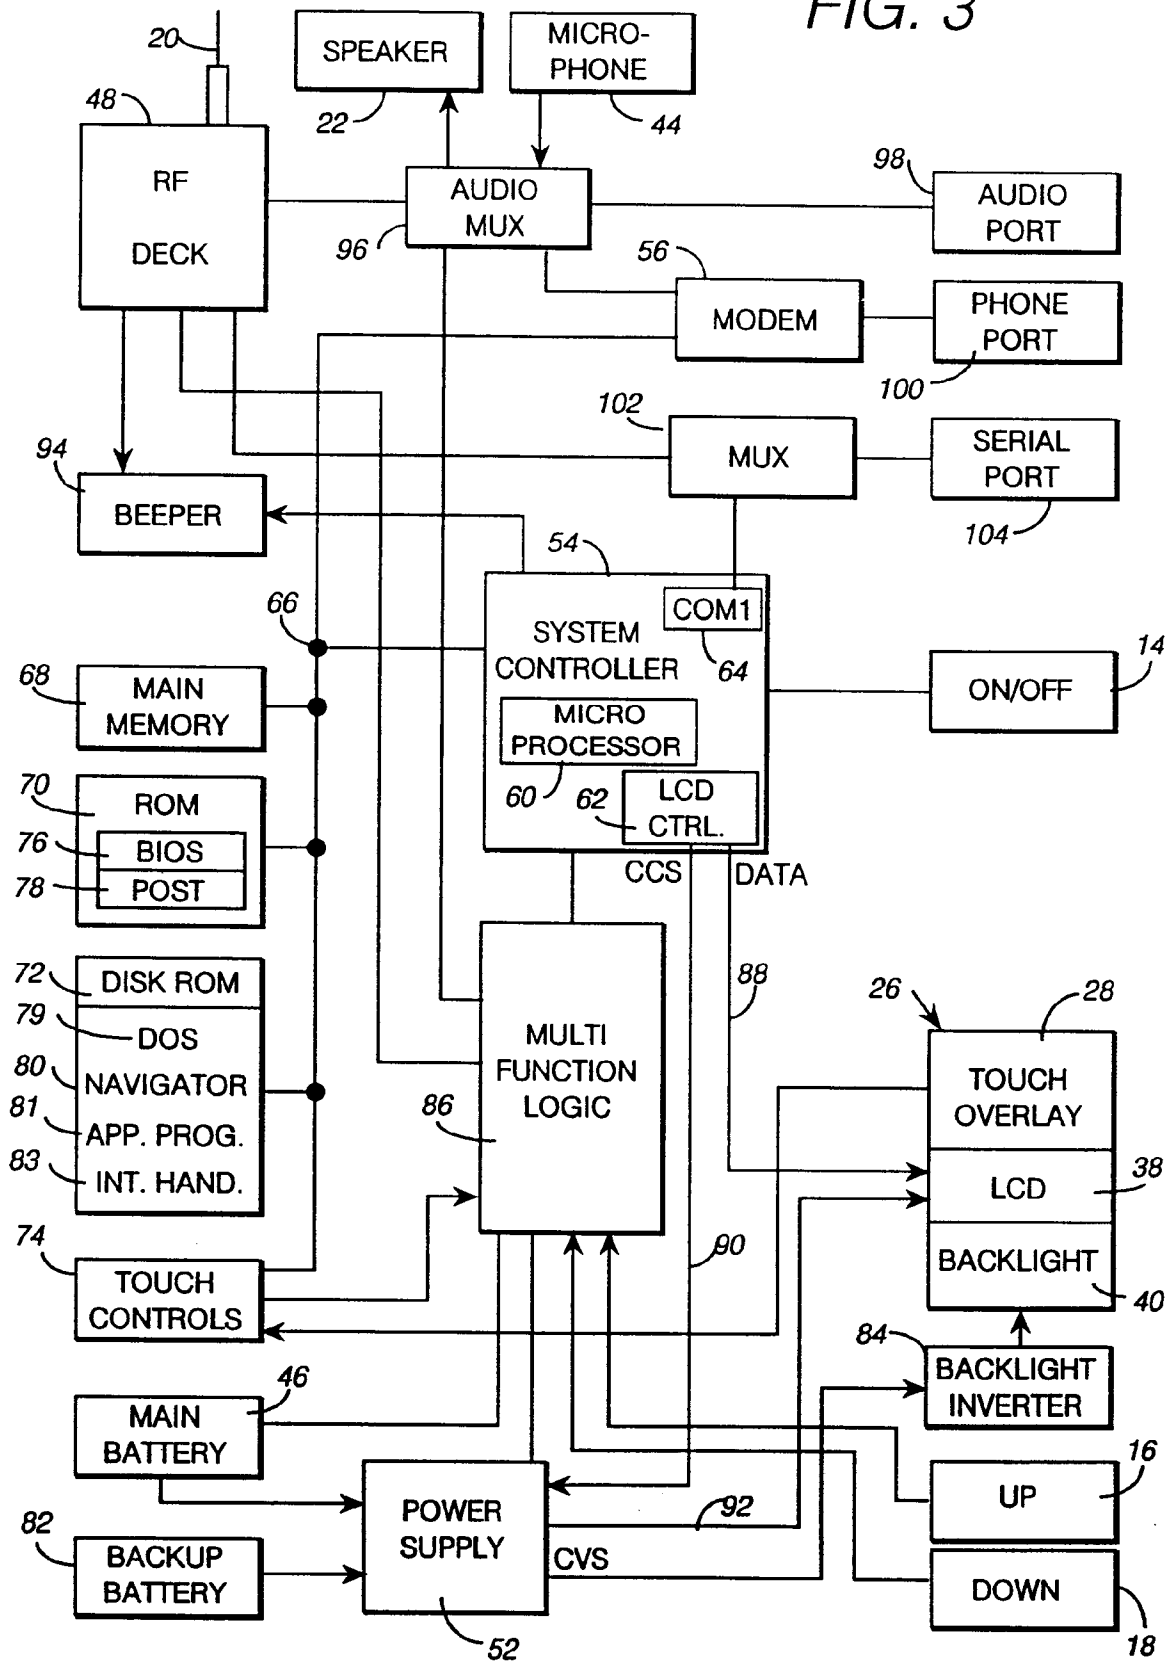 FIG. 3
20
SPEAKER
22
MICRO-
PHONE
44
48
RF
DECK
AUDIO
MUX
96
98
AUDIO
PORT
56
MODEM
PHONE
PORT
100
102
MUX
SERIAL
PORT
104
94
BEEPER
54
COM1
64
SYSTEM
CONTROLLER
MICRO
PROCESSOR
60
62
LCD
CTRL.
CCS
DATA
66
14
ON/OFF
68
MAIN
MEMORY
70
ROM
76
BIOS
78
POST
72
DISK ROM
79
DOS
80
NAVIGATOR
81
APP. PROG.
83
INT. HAND.
74
TOUCH
CONTROLS
MULTI
FUNCTION
LOGIC
86
88
90
26
28
TOUCH
OVERLAY
LCD
38
BACKLIGHT
40
84
BACKLIGHT
INVERTER
46
MAIN
BATTERY
82
BACKUP
BATTERY
POWER
SUPPLY
52
92
CVS
16
UP
DOWN
18